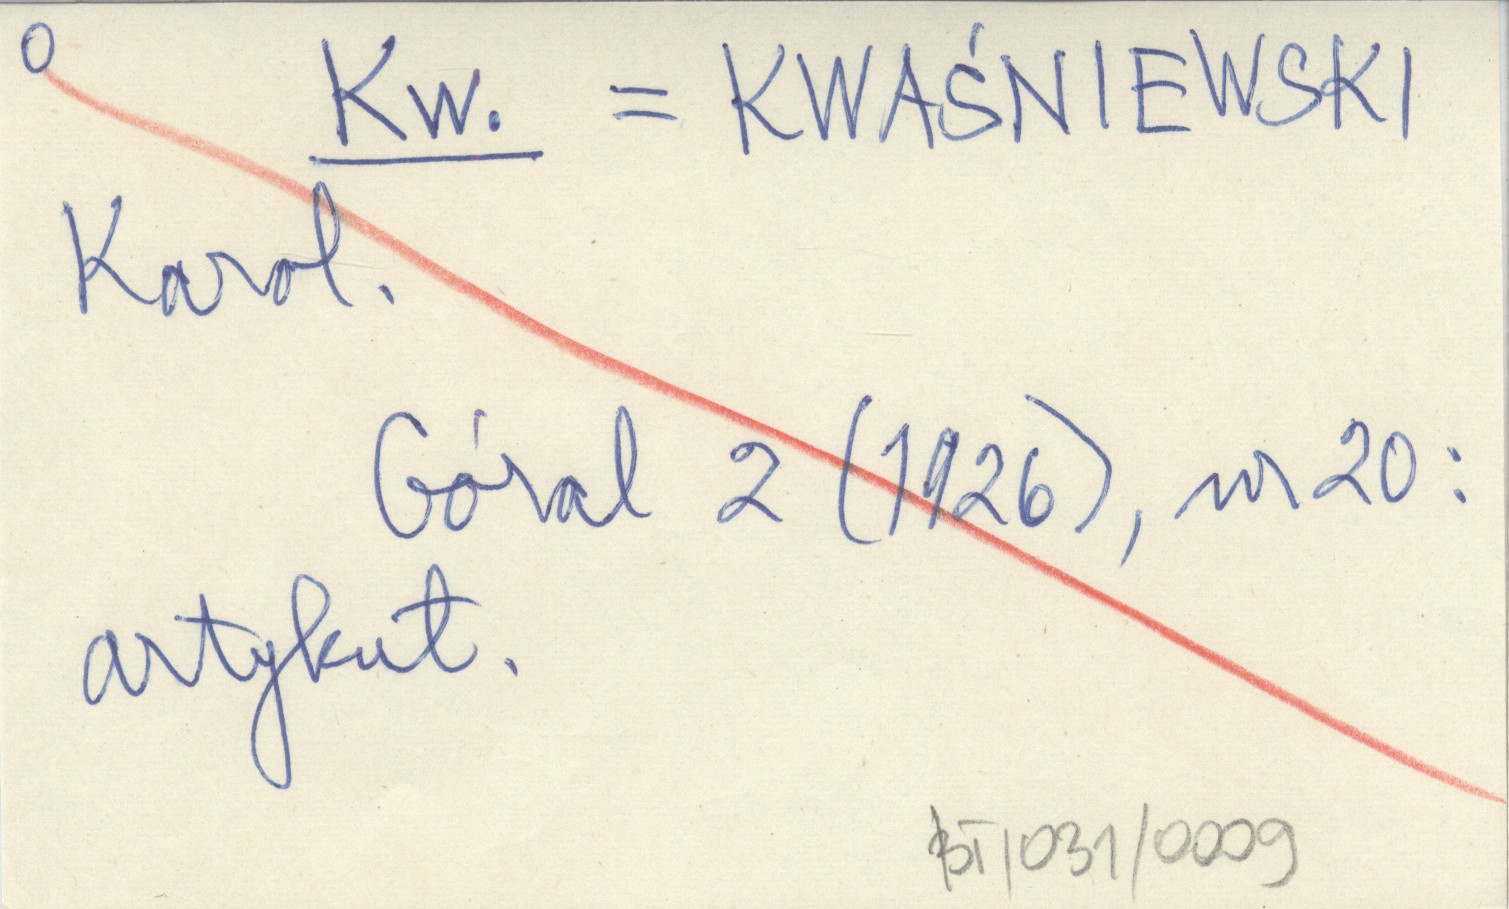 O
Kw. = KWAŚNIEWSKI
Karol.
Góral 2 (1926), nr 20:
artykuł.
BT/031/0009